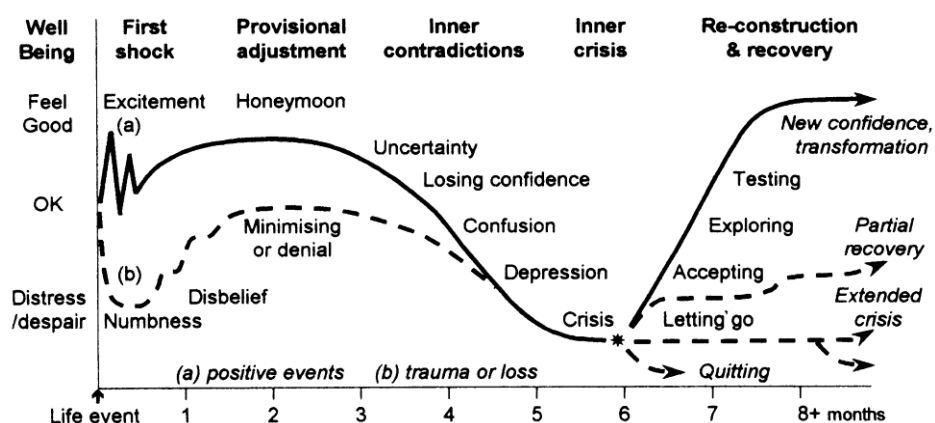 Well Being
First shock
Provisional adjustment
Inner contradictions
Inner crisis
Re-construction & recovery
Feel Good
Excitement
Honeymoon
(a)
New confidence, transformation
Uncertainty
Losing confidence
Testing
OK
Minimising or denial
Confusion
Exploring
Partial recovery
(b)
Disbelief
Depression
Accepting
Distress /despair
Numbness
Crisis
Letting go
Extended crisis
(a) positive events
(b) trauma or loss
Quitting
Life event
1 2 3 4 5 6 7 8+ months